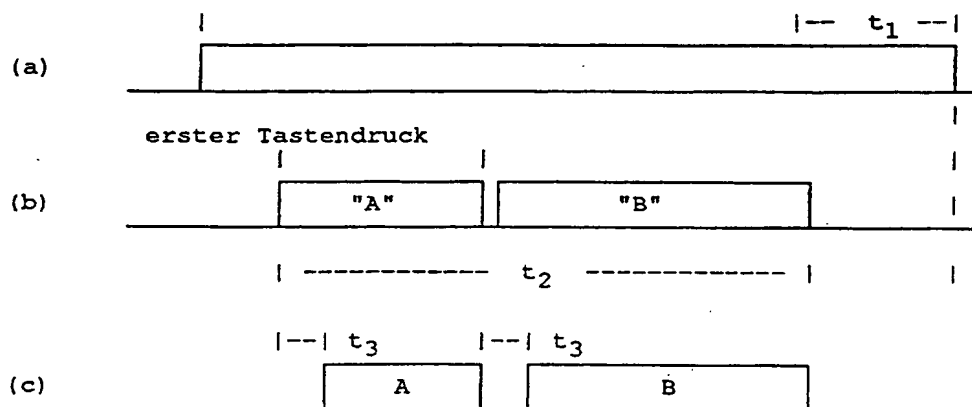 |-- t1 --|
(a)
erster Tastendruck
(b) "A" "B"
|----------- t2 -----------|
|--| t3 |--| t3
(c) A B